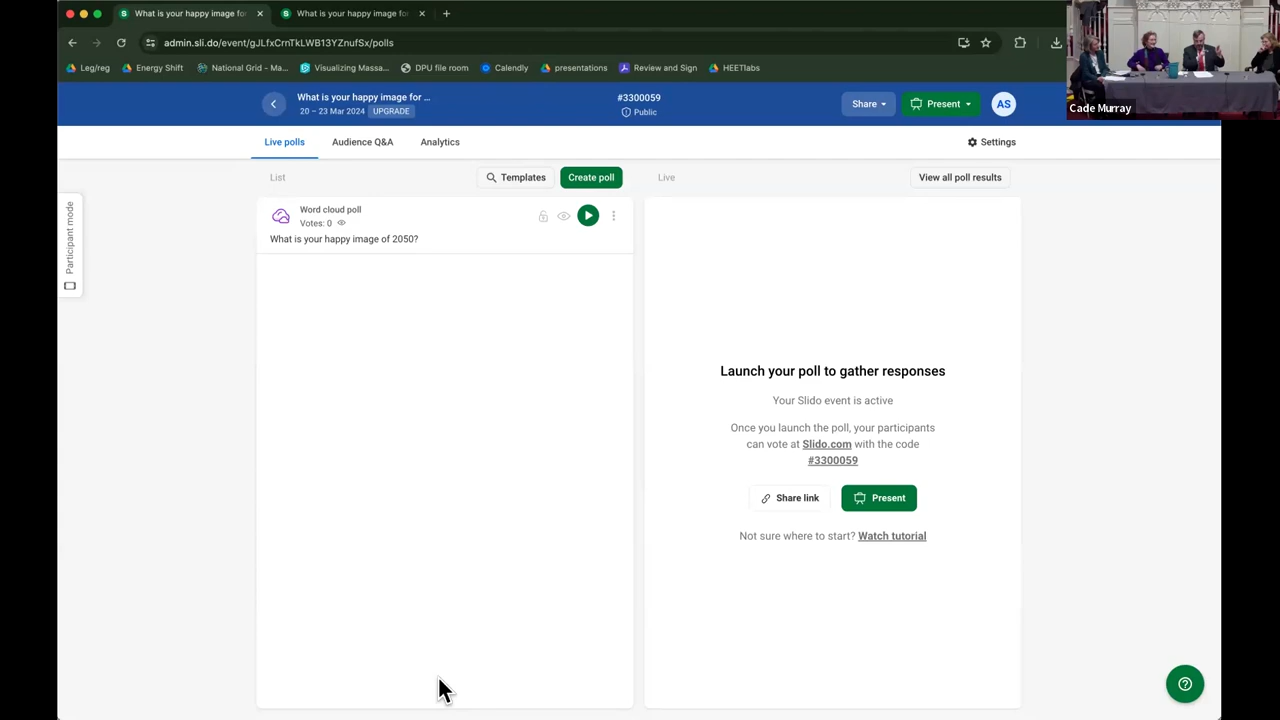 What is your happy image for
What is your happy image for
admin.sli.do/event/gJLfxCrnTkLWB13YZnufSx/polls
Leg/reg
Energy Shift
National Grid - Ma...
Visualizing Massa...
DPU file room
Calendly
presentations
Review and Sign
HEETlabs
Cade Murray
What is your happy image for ...
20 – 23 Mar 2024 UPGRADE
#3300059
Public
Share
Present
AS
Live polls
Audience Q&A
Analytics
Settings
List
Templates
Create poll
Live
View all poll results
Participant mode
Word cloud poll
Votes: 0
What is your happy image of 2050?
Launch your poll to gather responses
Your Slido event is active
Once you launch the poll, your participants
can vote at Slido.com with the code
#3300059
Share link
Present
Not sure where to start? Watch tutorial